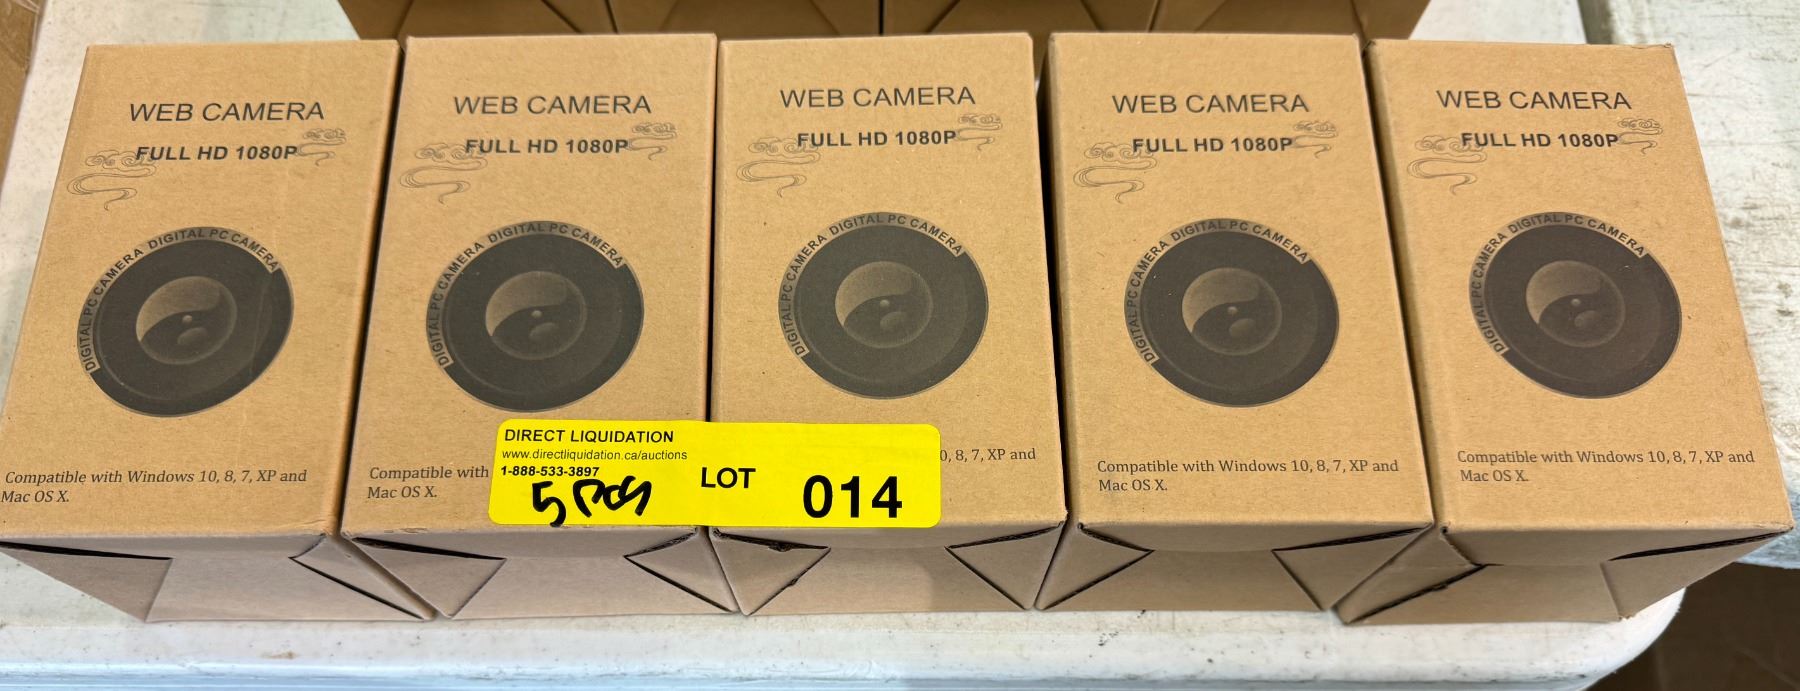 WEB CAMERA
FULL HD 1080P
DIGITAL PC CAMERA DIGITAL PC CAMERA
Compatible with Windows 10, 8, 7, XP and
Mac OS X.
WEB CAMERA
FULL HD 1080P
DIGITAL PC CAMERA DIGITAL PC CAMERA
Compatible with
Mac OS X.
WEB CAMERA
FULL HD 1080P
DIGITAL PC CAMERA DIGITAL PC CAMERA
0, 8, 7, XP and
DIRECT LIQUIDATION
www.directliquidation.ca/auctions
1-888-533-3897
5 PCS
LOT 014
WEB CAMERA
FULL HD 1080P
DIGITAL PC CAMERA DIGITAL PC CAMERA
Compatible with Windows 10, 8, 7, XP and
Mac OS X.
WEB CAMERA
FULL HD 1080P
DIGITAL PC CAMERA DIGITAL PC CAMERA
Compatible with Windows 10, 8, 7, XP and
Mac OS X.